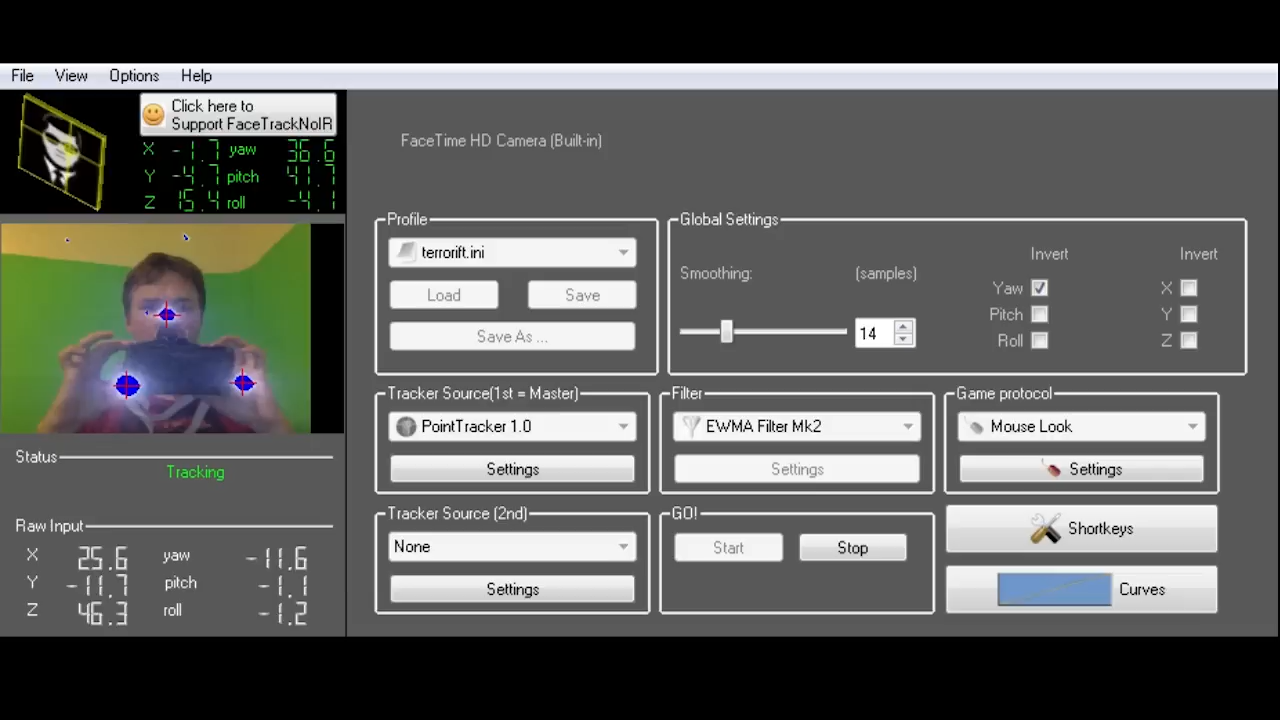 File View Options Help
Click here to
Support FaceTrackNoIR
X -1.7 yaw 36.6
Y -4.7 pitch 41.7
Z 15.4 roll -4.1
FaceTime HD Camera (Built-in)
Profile
terrorift.ini
Load Save
Save As ...
Global Settings
Smoothing: (samples)
14
Invert Invert
Yaw X
Pitch Y
Roll Z
Tracker Source(1st = Master)
PointTracker 1.0
Settings
Filter
EWMA Filter Mk2
Settings
Game protocol
Mouse Look
Settings
Status
Tracking
Raw Input
X 25.6 yaw -11.6
Y -11.7 pitch -1.1
Z 46.3 roll -1.2
Tracker Source (2nd)
None
Settings
GO!
Start Stop
Shortkeys
Curves